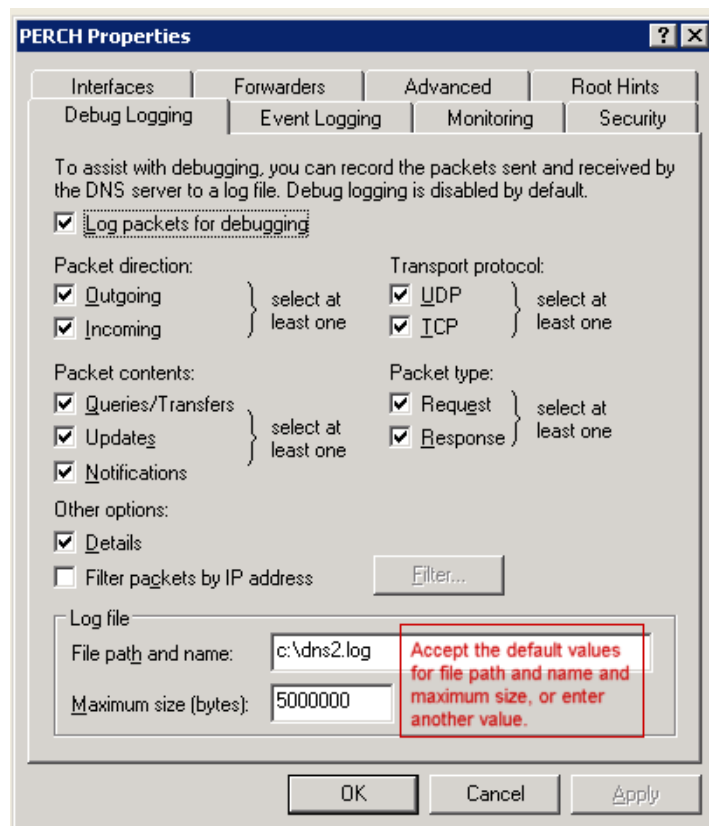 PERCH Properties
Interfaces Forwarders Advanced Root Hints
Debug Logging Event Logging Monitoring Security
To assist with debugging, you can record the packets sent and received by
the DNS server to a log file. Debug logging is disabled by default.
Log packets for debugging
Packet direction:
Outgoing
Incoming
select at
least one
Transport protocol:
UDP
TCP
select at
least one
Packet contents:
Queries/Transfers
Updates
Notifications
select at
least one
Packet type:
Request
Response
select at
least one
Other options:
Details
Filter packets by IP address
Filter...
Log file
File path and name:
c:\dns2.log
Maximum size (bytes):
5000000
Accept the default values
for file path and name and
maximum size, or enter
another value.
OK Cancel Apply